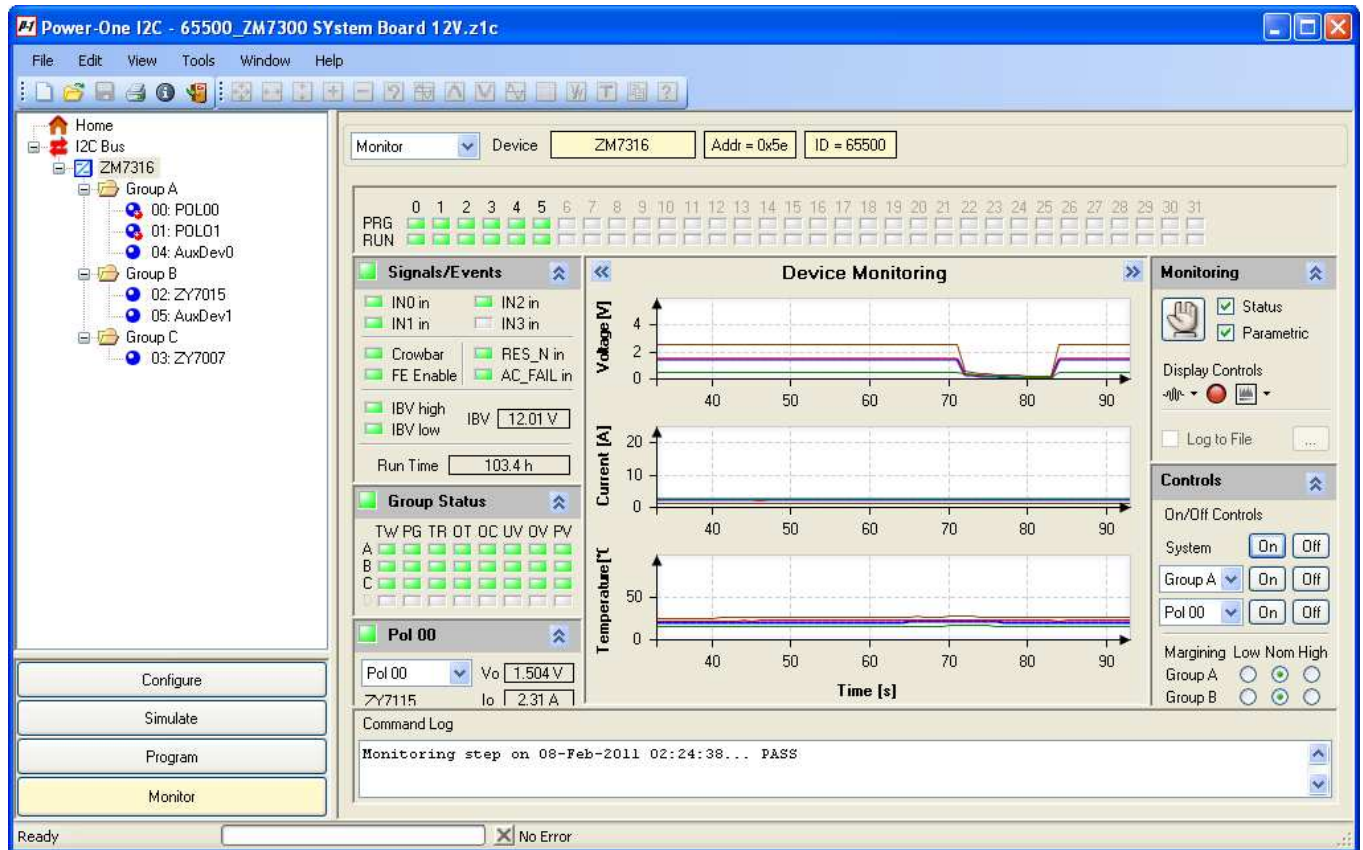 Power-One I2C - 65500_ZM7300 SYstem Board 12V.z1c
File Edit View Tools Window Help
Home
I2C Bus
ZM7316
Group A
00: POL00
01: POL01
04: AuxDev0
Group B
02: ZY7015
05: AuxDev1
Group C
03: ZY7007
Configure
Simulate
Program
Monitor
Monitor Device ZM7316 Addr = 0x5e ID = 65500
0 1 2 3 4 5 6 7 8 9 10 11 12 13 14 15 16 17 18 19 20 21 22 23 24 25 26 27 28 29 30 31
PRG
RUN
Signals/Events
IN0 in IN2 in
IN1 in IN3 in
Crowbar RES_N in
FE Enable AC_FAIL in
IBV high
IBV 12.01 V
IBV low
Run Time 103.4 h
Group Status
TW PG TR OT OC UV OV PV
A
B
C
D
Pol 00
Pol 00 Vo 1.504 V
ZY7115 Io 2.31 A
Device Monitoring
Voltage [V]
4
2
0
40 50 60 70 80 90
Current [A]
20
10
0
40 50 60 70 80 90
Temperature [°
50
0
40 50 60 70 80 90
Time [s]
Monitoring
Status
Parametric
Display Controls
Log to File ...
Controls
On/Off Controls
System On Off
Group A On Off
Pol 00 On Off
Margining Low Nom High
Group A
Group B
Command Log
Monitoring step on 08-Feb-2011 02:24:38... PASS
Ready No Error